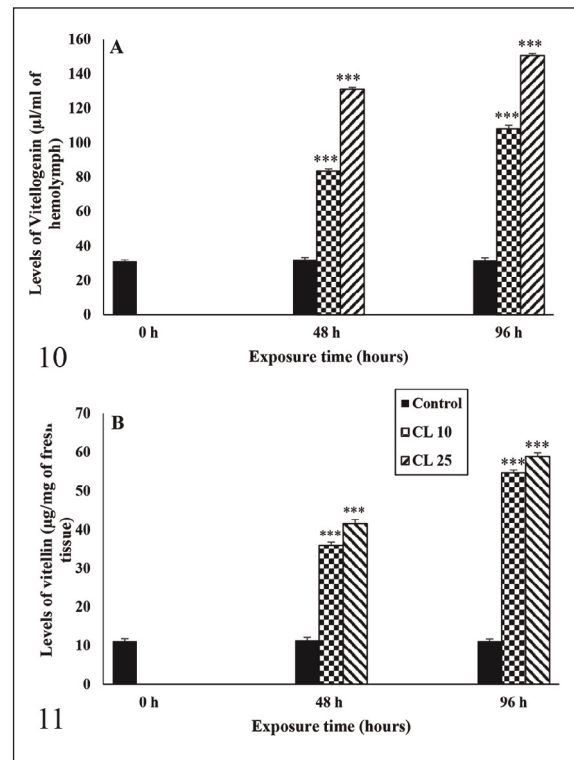 A
Levels of Vitellogenin (µl/ml of
hemolymph)
160
140
120
100
80
60
40
20
0
***
***
***
***
0 h
48 h
96 h
Exposure time (hours)
10
B
Control
CL 10
CL 25
Levels of vitellin (µg/mg of fresh
tissue)
70
60
50
40
30
20
10
0
***
***
***
***
0 h
48 h
96 h
Exposure time (hours)
11